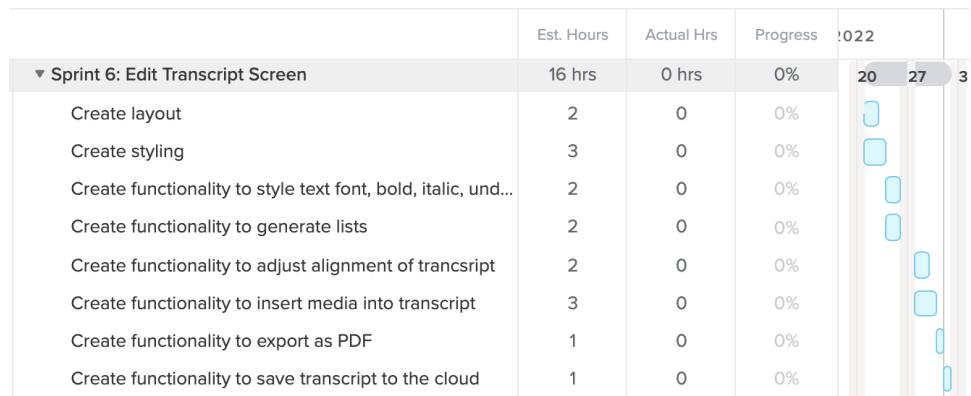 Est. Hours Actual Hrs Progress 2022
Sprint 6: Edit Transcript Screen 16 hrs 0 hrs 0% 20 27 3
Create layout 2 0 0%
Create styling 3 0 0%
Create functionality to style text font, bold, italic, und... 2 0 0%
Create functionality to generate lists 2 0 0%
Create functionality to adjust alignment of trancsript 2 0 0%
Create functionality to insert media into transcript 3 0 0%
Create functionality to export as PDF 1 0 0%
Create functionality to save transcript to the cloud 1 0 0%